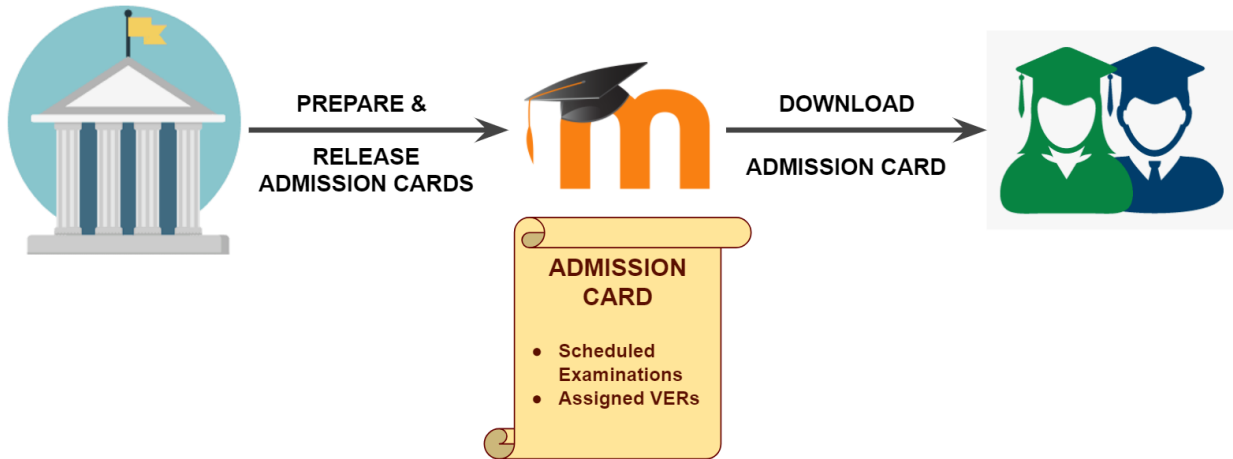 PREPARE &
RELEASE
ADMISSION CARDS
m
DOWNLOAD
ADMISSION CARD
ADMISSION
CARD
● Scheduled
Examinations
● Assigned VERs